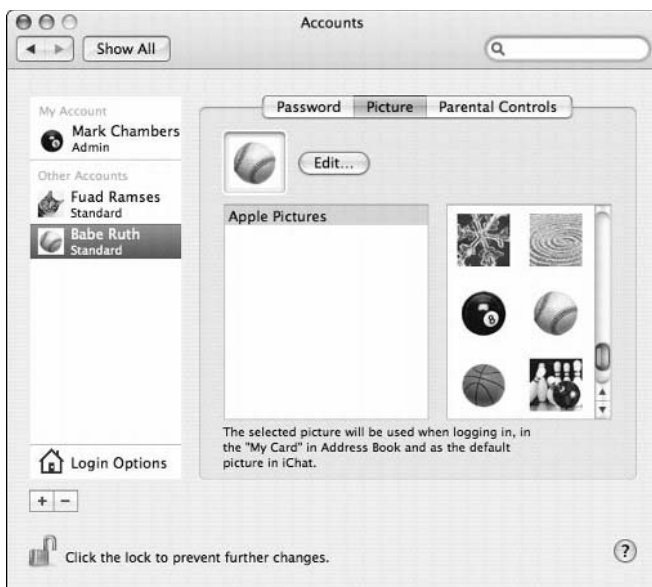 Accounts
Show All
My Account
Mark Chambers
Admin
Other Accounts
Fuad Ramses
Standard
Babe Ruth
Standard
Login Options
Password Picture Parental Controls
Edit...
Apple Pictures
8
The selected picture will be used when logging in, in
the "My Card" in Address Book and as the default
picture in iChat.
+ −
Click the lock to prevent further changes.
?